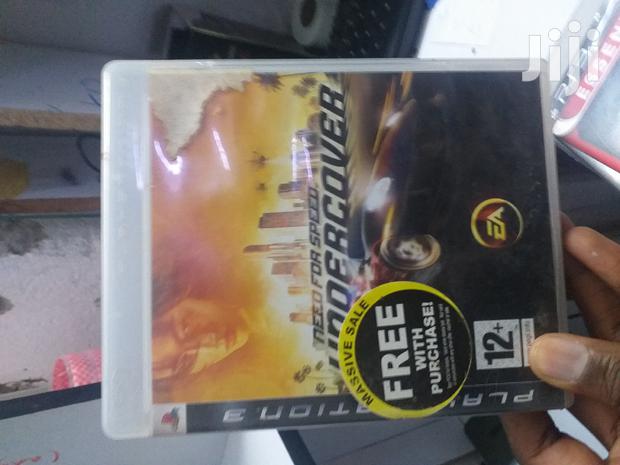 Jiji
NEED FOR SPEED
UNDERCOVER
EA
MASSIVE SALE
FREE
WITH
PURCHASE!
12+
PLAYSTATION 3